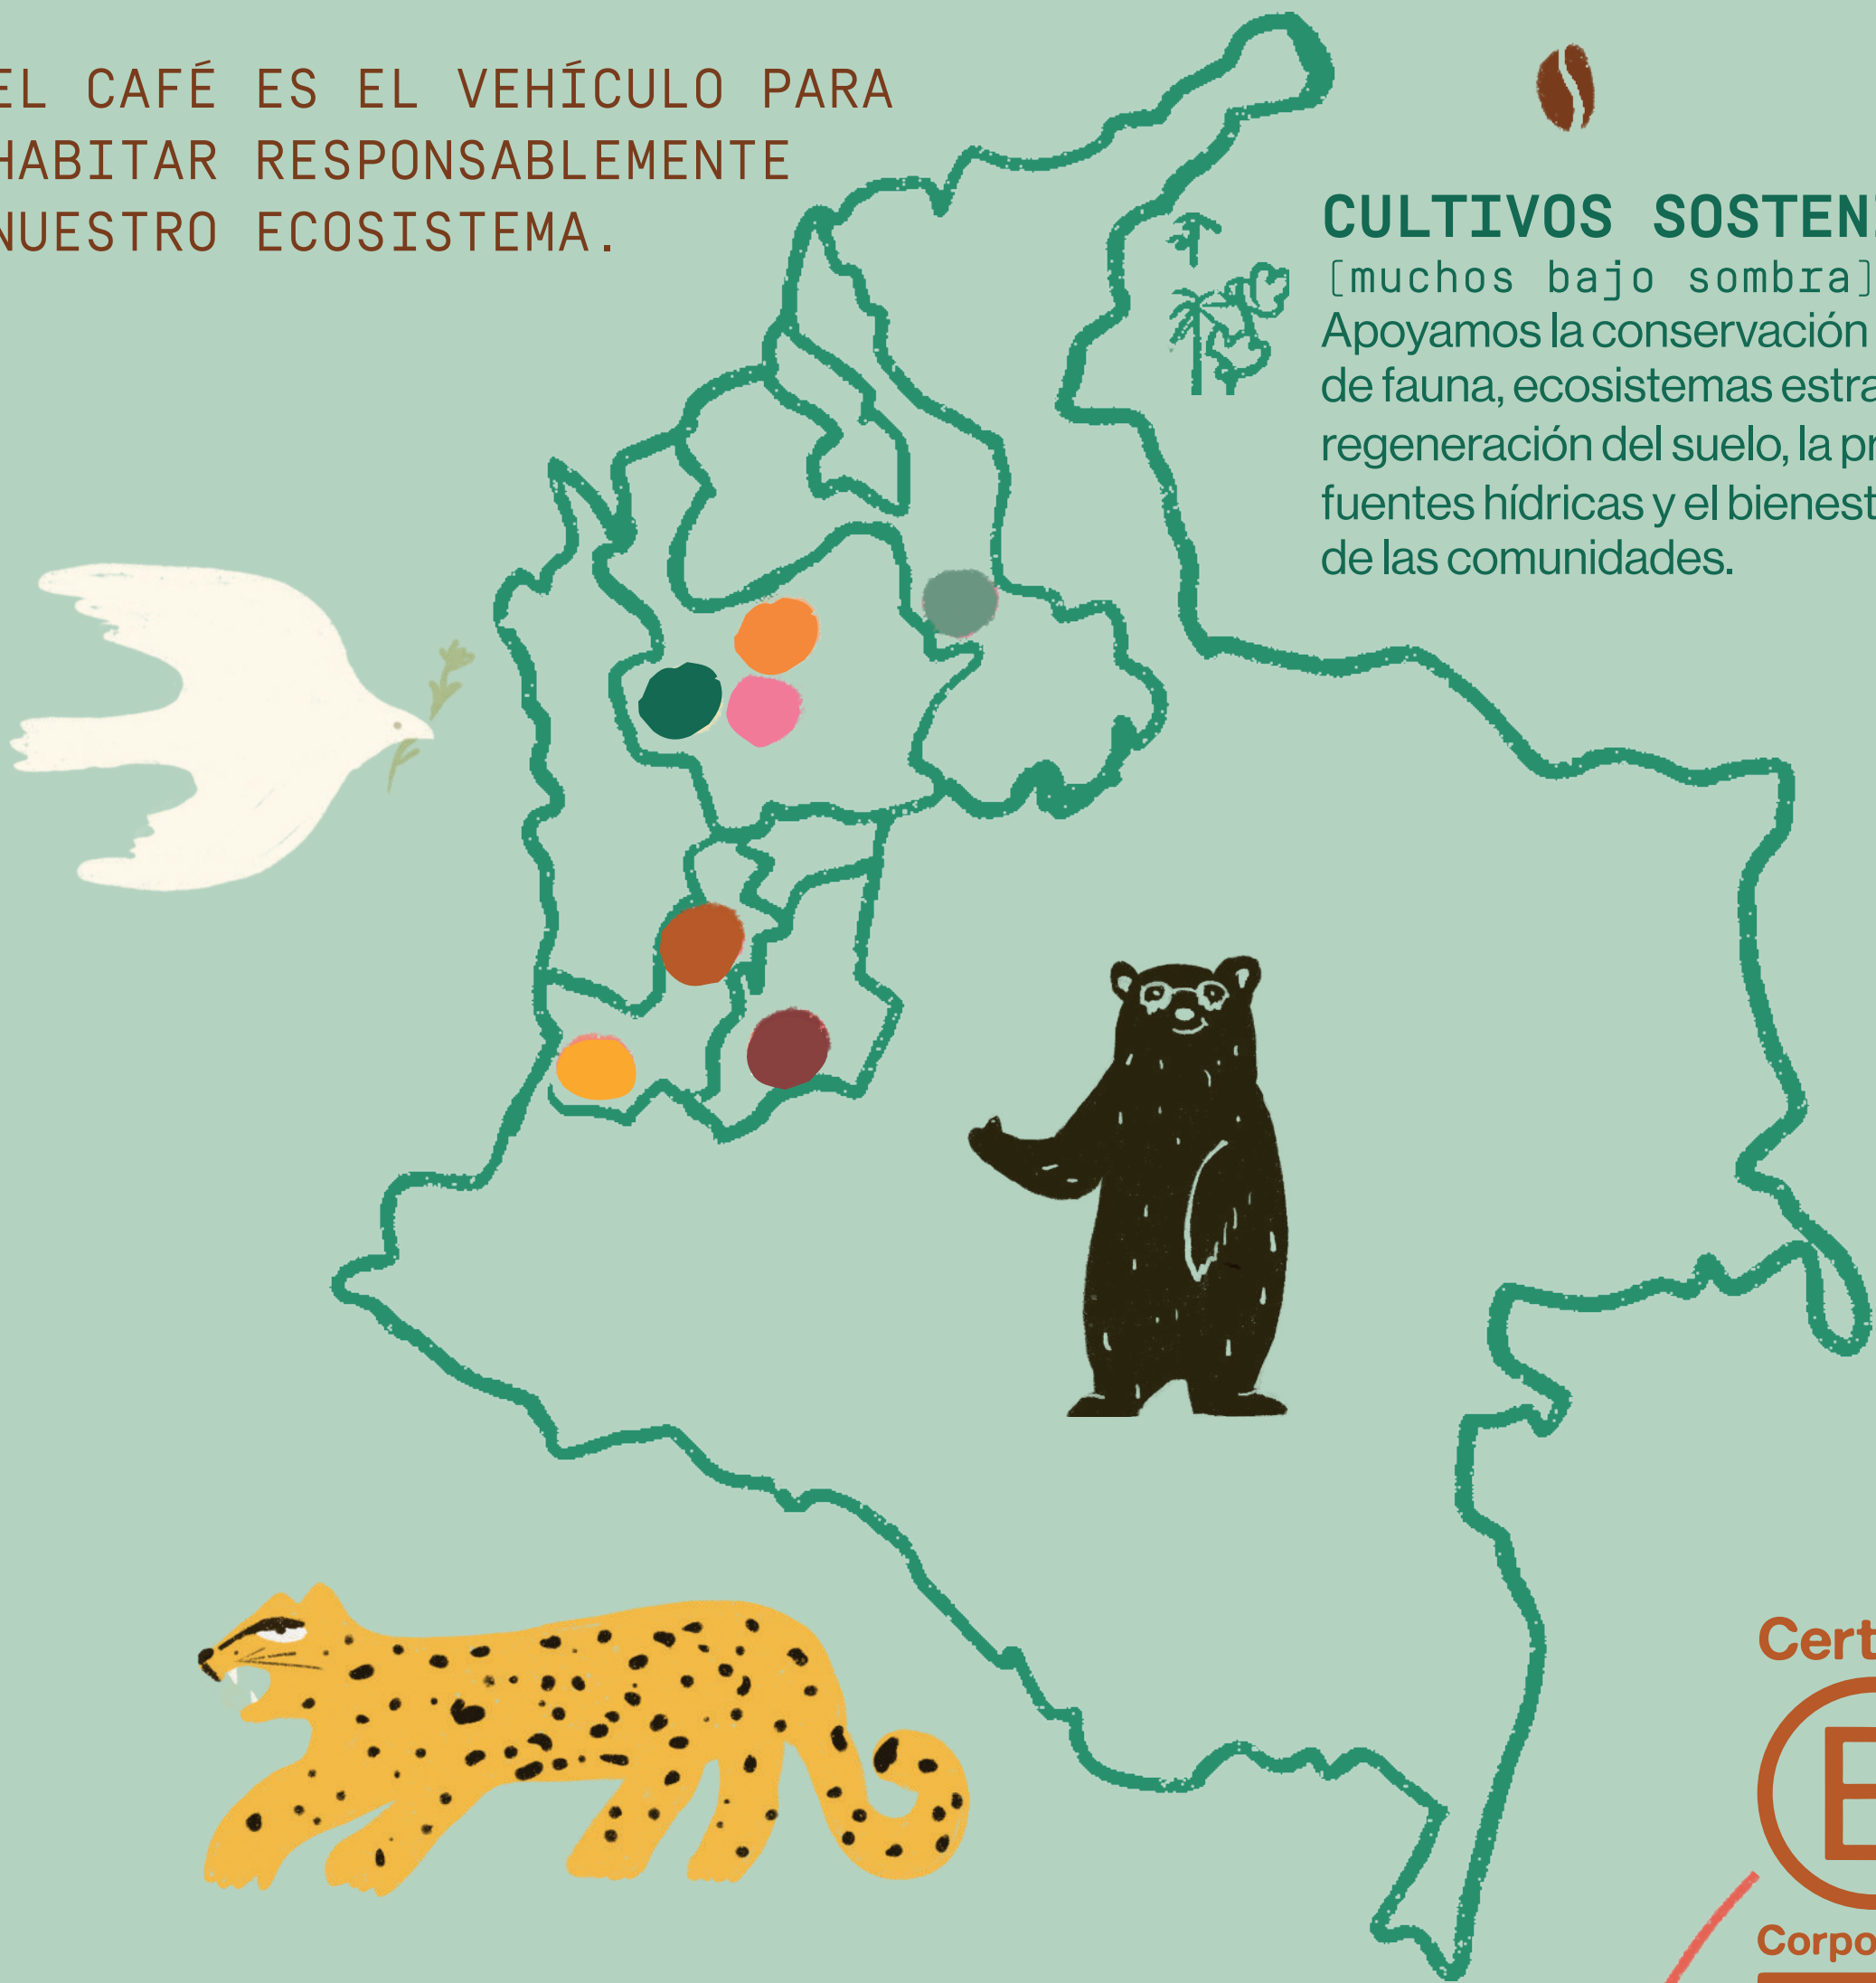 EL CAFÉ ES EL VEHÍCULO PARA
HABITAR RESPONSABLEMENTE
NUESTRO ECOSISTEMA.
CULTIVOS
[muchos bajo sombra]
Apoyamos la conservación
de fauna, ecosistemas
regeneración del suelo, la
fuentes hídricas y el
de las comunidades.